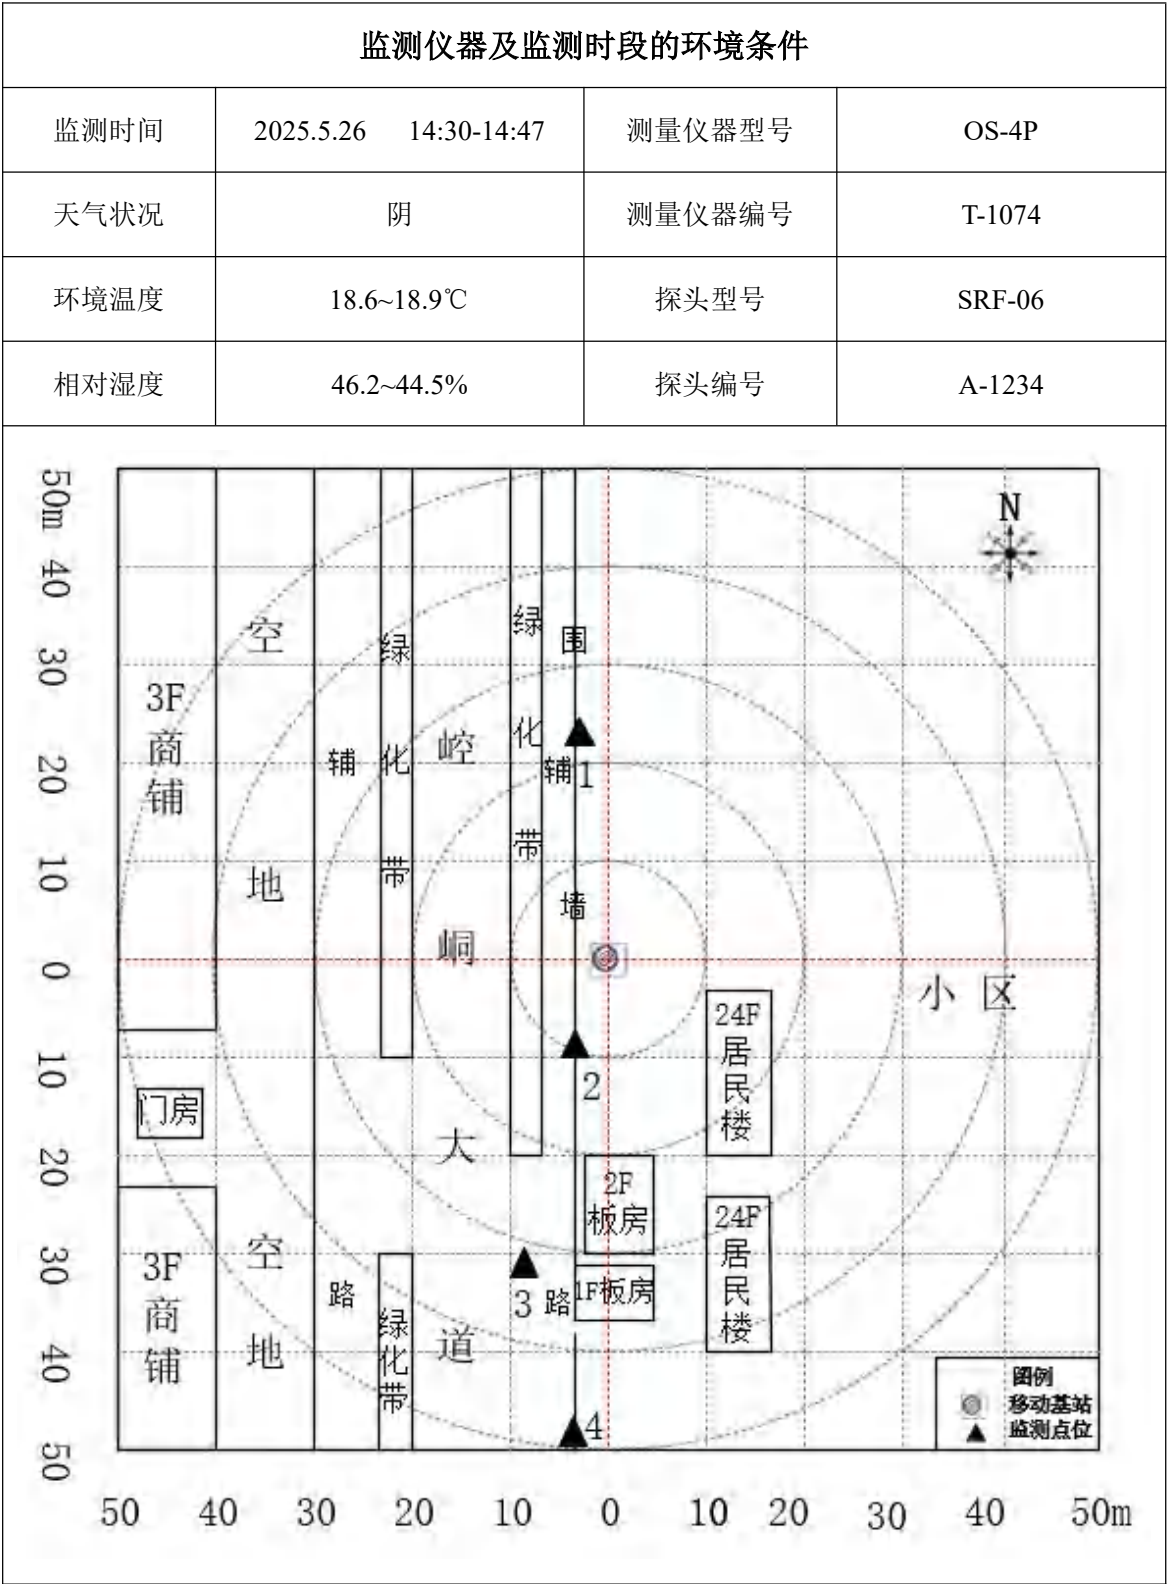 监测仪器及监测时段的环境条件
监测时间 2025.5.26 14:30-14:47 测量仪器型号 OS-4P
天气状况 阴 测量仪器编号 T-1074
环境温度 18.6~18.9℃ 探头型号 SRF-06
相对湿度 46.2~44.5% 探头编号 A-1234
50m
40
30
20
10
0
10
20
30
40
50
N
3F
商
铺
空
地
辅
路
绿
化
带
崆
峒
大
道
绿
化
带
围
墙
辅
路
1
2
3
4
门房
3F
商
铺
空
地
绿
化
带
2F
板房
1F板房
24F
居
民
楼
24F
居
民
楼
小 区
图例
移动基站
监测点位
50 40 30 20 10 0 10 20 30 40 50m